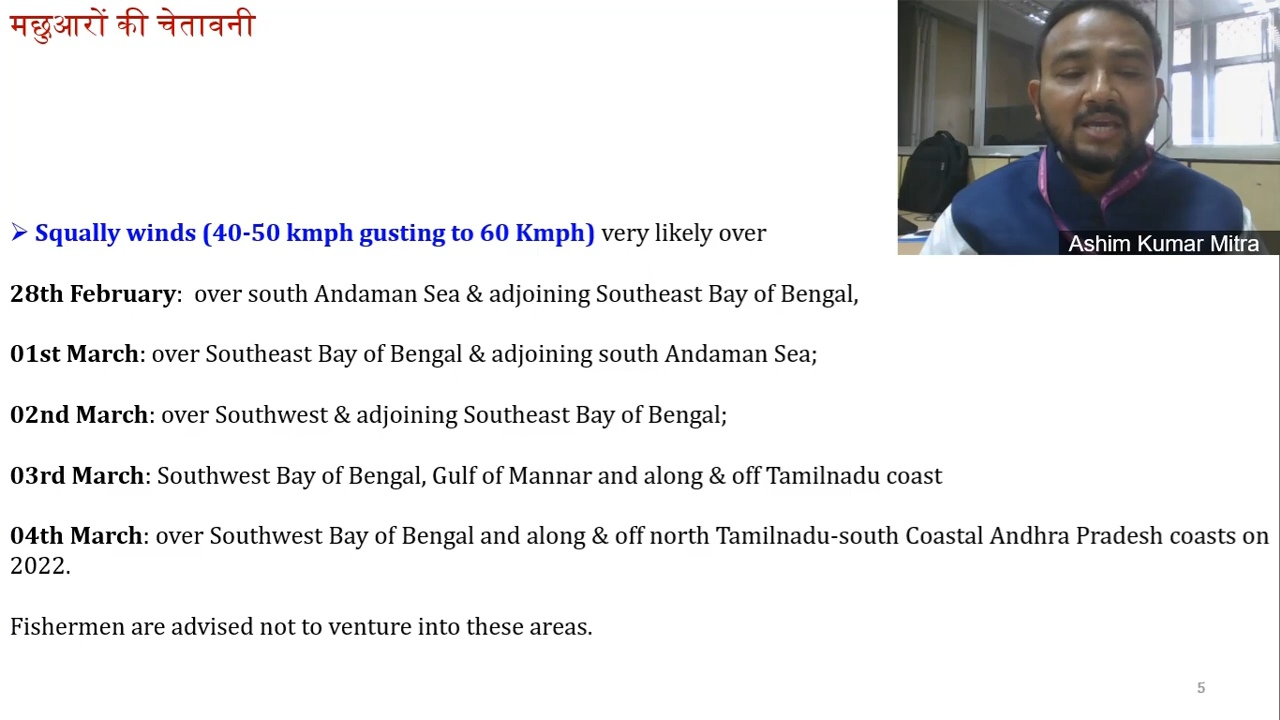 मछुआरों की चेतावनी
Ashim Kumar Mitra
➢ Squally winds (40-50 kmph gusting to 60 Kmph) very likely over
28th February:  over south Andaman Sea & adjoining Southeast Bay of Bengal,
01st March: over Southeast Bay of Bengal & adjoining south Andaman Sea;
02nd March: over Southwest & adjoining Southeast Bay of Bengal;
03rd March: Southwest Bay of Bengal, Gulf of Mannar and along & off Tamilnadu coast
04th March: over Southwest Bay of Bengal and along & off north Tamilnadu-south Coastal Andhra Pradesh coasts on
2022.
Fishermen are advised not to venture into these areas.
5